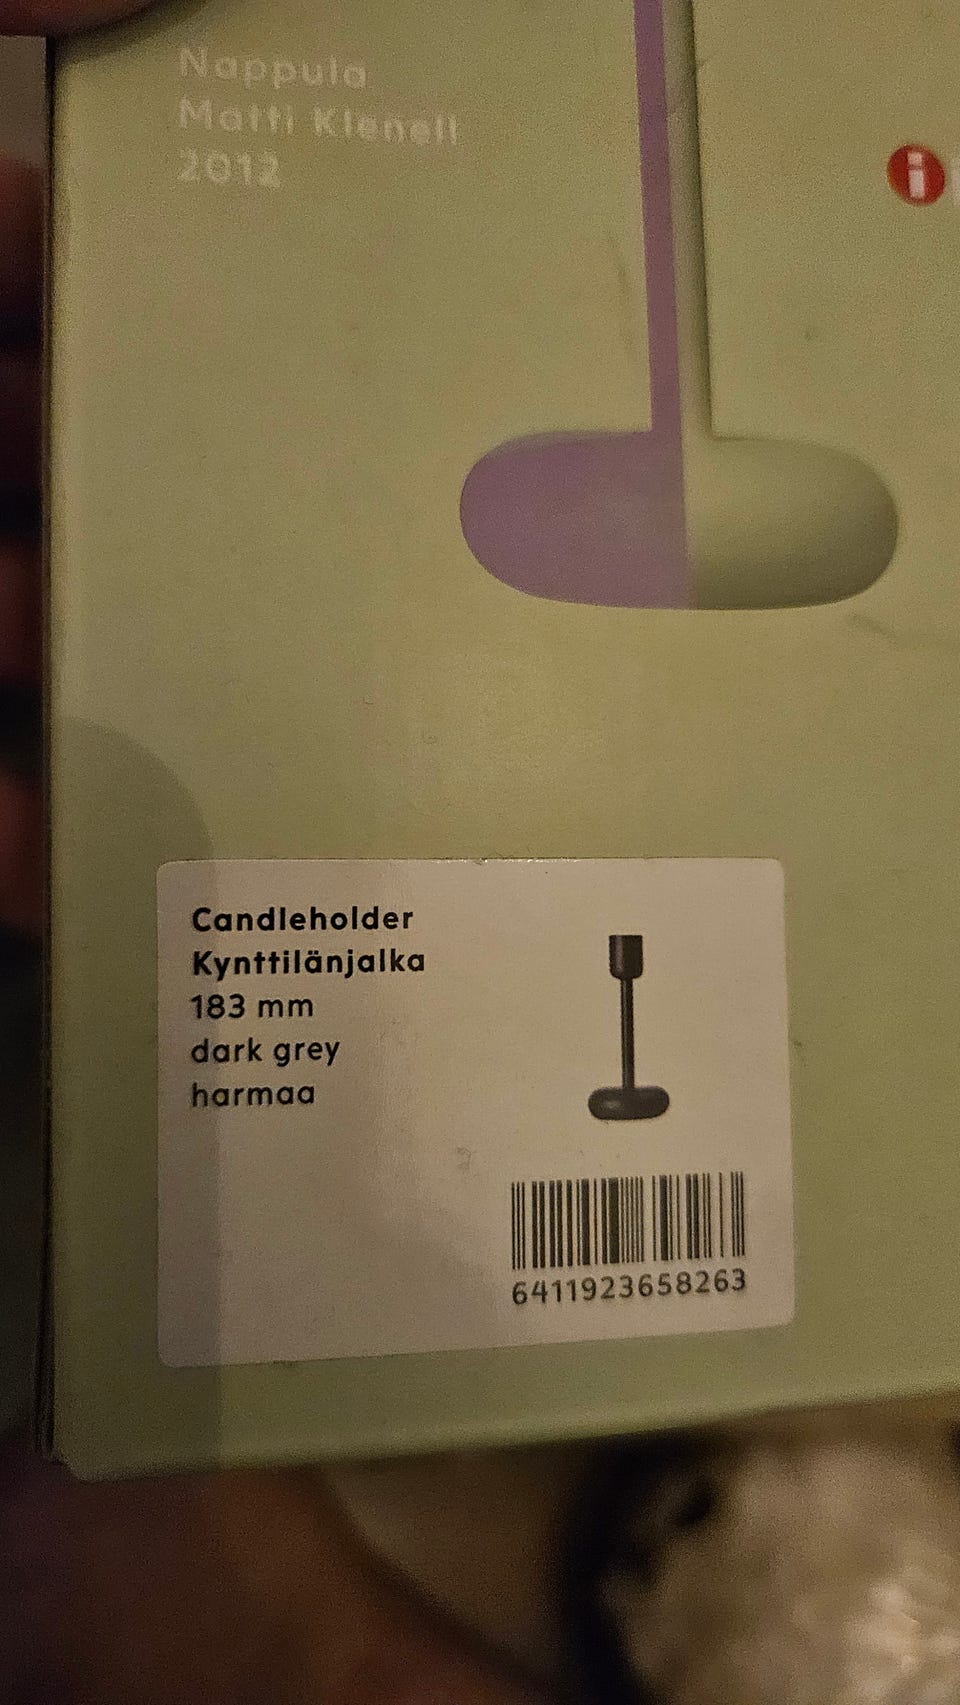 Nappula
Matti Klenell
2012
i
Candleholder
Kynttilänjalka
183 mm
dark grey
harmaa
6411923658263